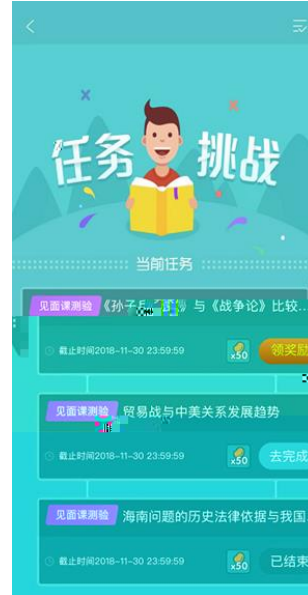 任务 挑战
当前任务
见面课测验 《孙子兵 》与《战争论》比较...
截止时间2018-11-30 23:59:59 x50 领奖励
见面课测验 贸易战与中美关系发展趋势
截止时间2018-11-30 23:59:59 x50 去完成
见面课测验 海南问题的历史法律依据与我国
截止时间2018-11-30 23:59:59 x50 已结束